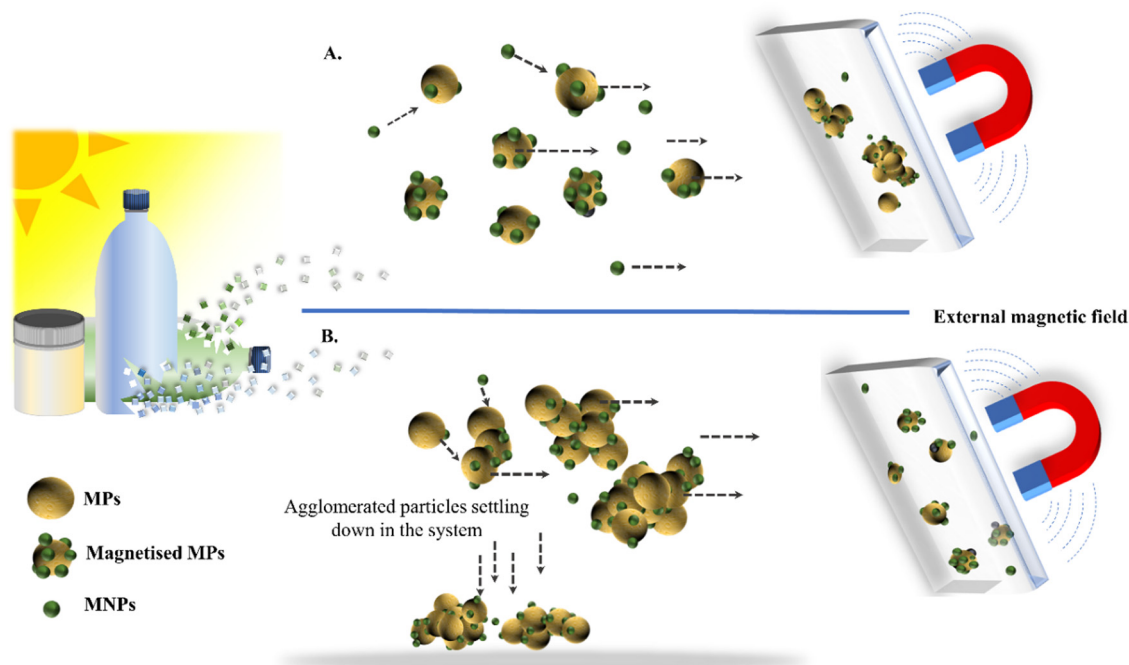 A.
External magnetic field
B.
Agglomerated particles settling
down in the system
MPs
Magnetised MPs
MNPs